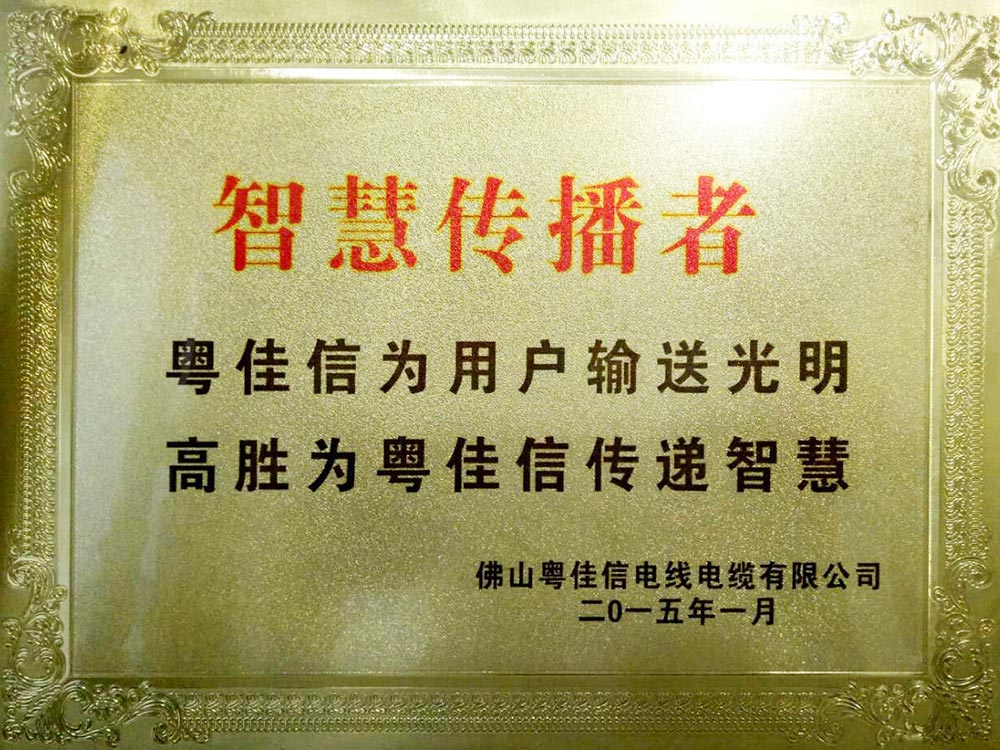 智慧传播者
粤佳信为用户输送光明
高胜为粤佳信传递智慧
佛山粤佳信电线电缆有限公司
二0一五年一月